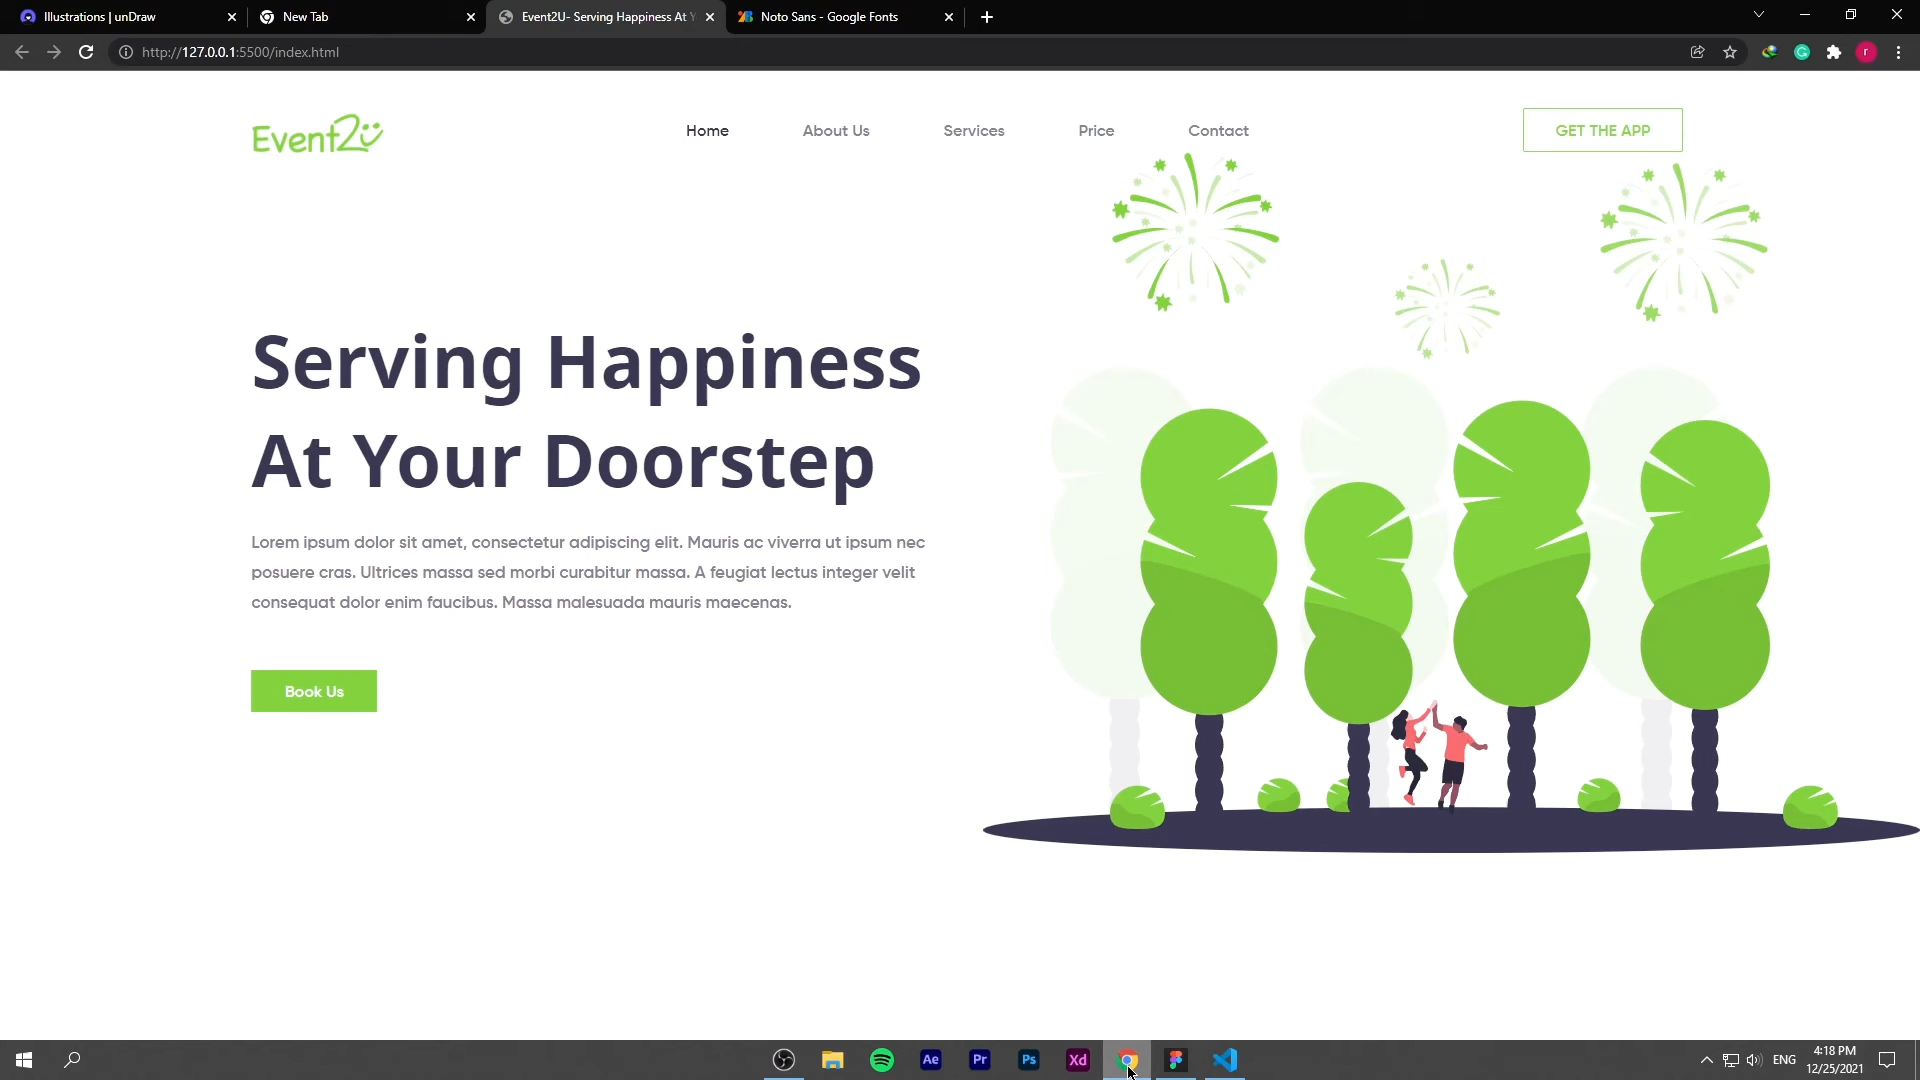 Illustrations | unDraw
New Tab
Event2U- Serving Happiness At Y
Noto Sans - Google Fonts
http://127.0.0.1:5500/index.html
r
Event2U
Home
About Us
Services
Price
Contact
GET THE APP
Serving Happiness
At Your Doorstep
Lorem ipsum dolor sit amet, consectetur adipiscing elit. Mauris ac viverra ut ipsum nec
posuere cras. Ultrices massa sed morbi curabitur massa. A feugiat lectus integer velit
consequat dolor enim faucibus. Massa malesuada mauris maecenas.
Book Us
Ae
Pr
Ps
Xd
ENG
4:18 PM
12/25/2021